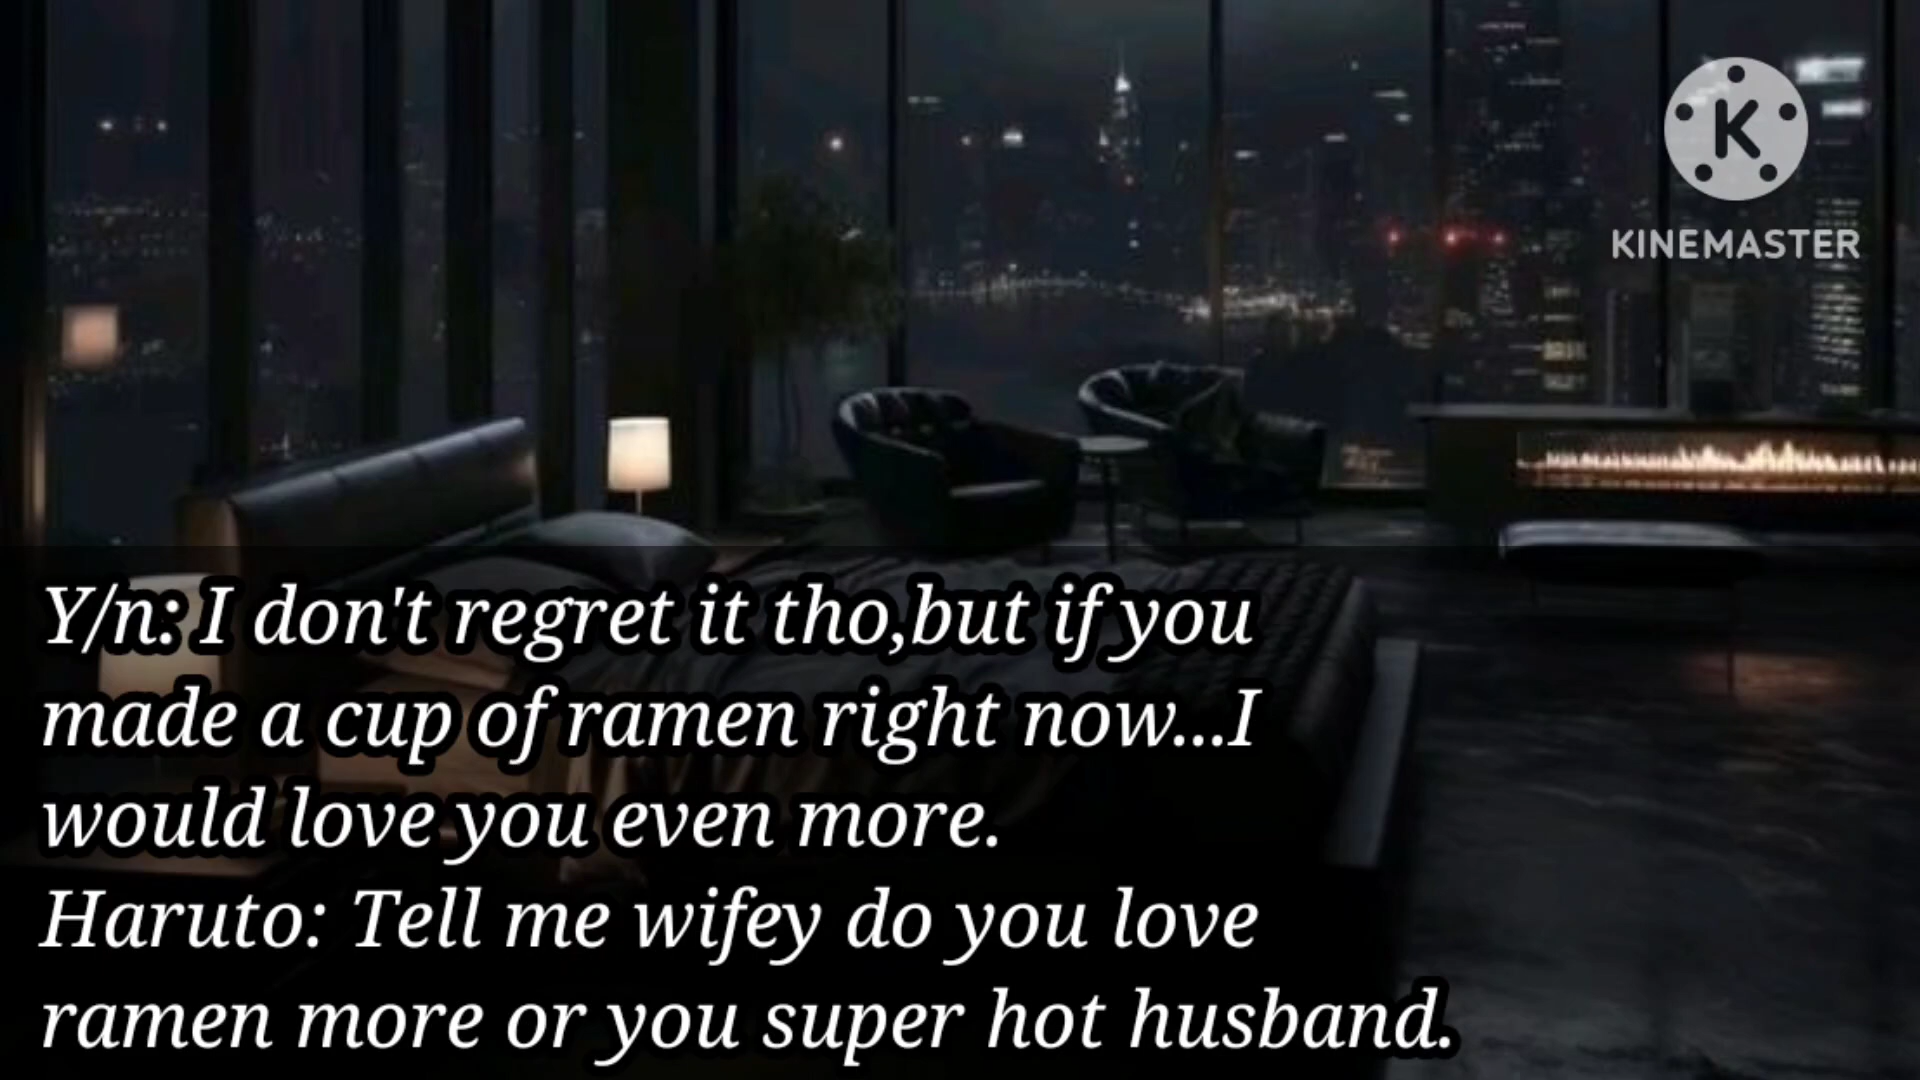 KINEMASTER
Y/n: I don't regret it tho,but if you
made a cup of ramen right now...I
would love you even more.
Haruto: Tell me wifey do you love
ramen more or you super hot husband.